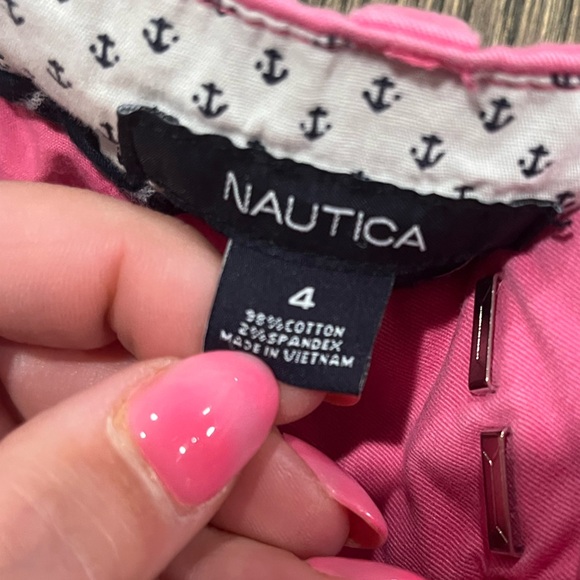 NAUTICA
4
98%COTTON
2%SPANDEX
MADE IN VIETNAM